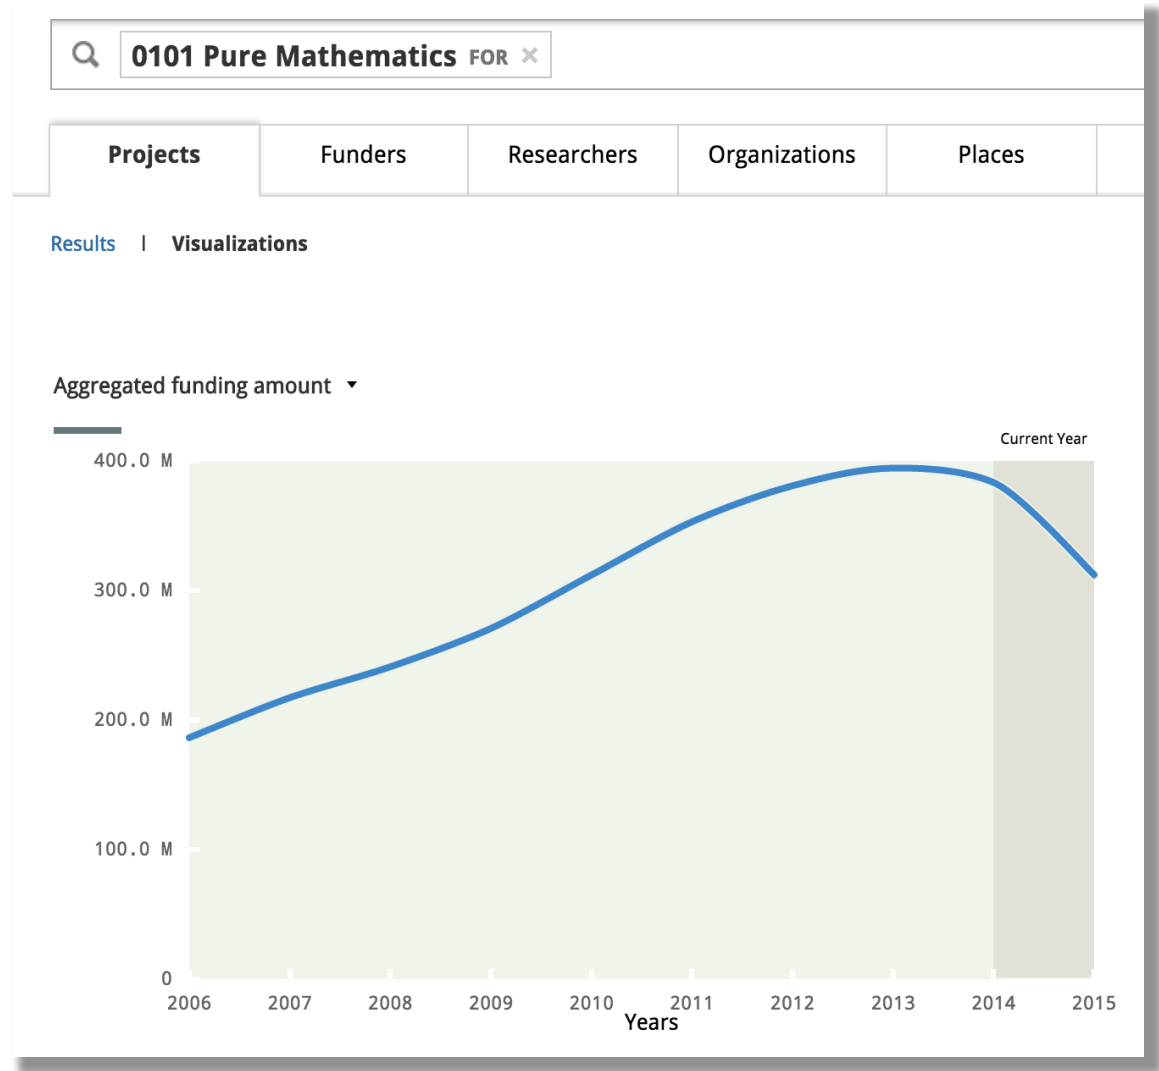 0101 Pure Mathematics FOR ×
Projects Funders Researchers Organizations Places
Results | Visualizations
Aggregated funding amount
Current Year
400.0 M
300.0 M
200.0 M
100.0 M
0
2006 2007 2008 2009 2010 2011 2012 2013 2014 2015
Years